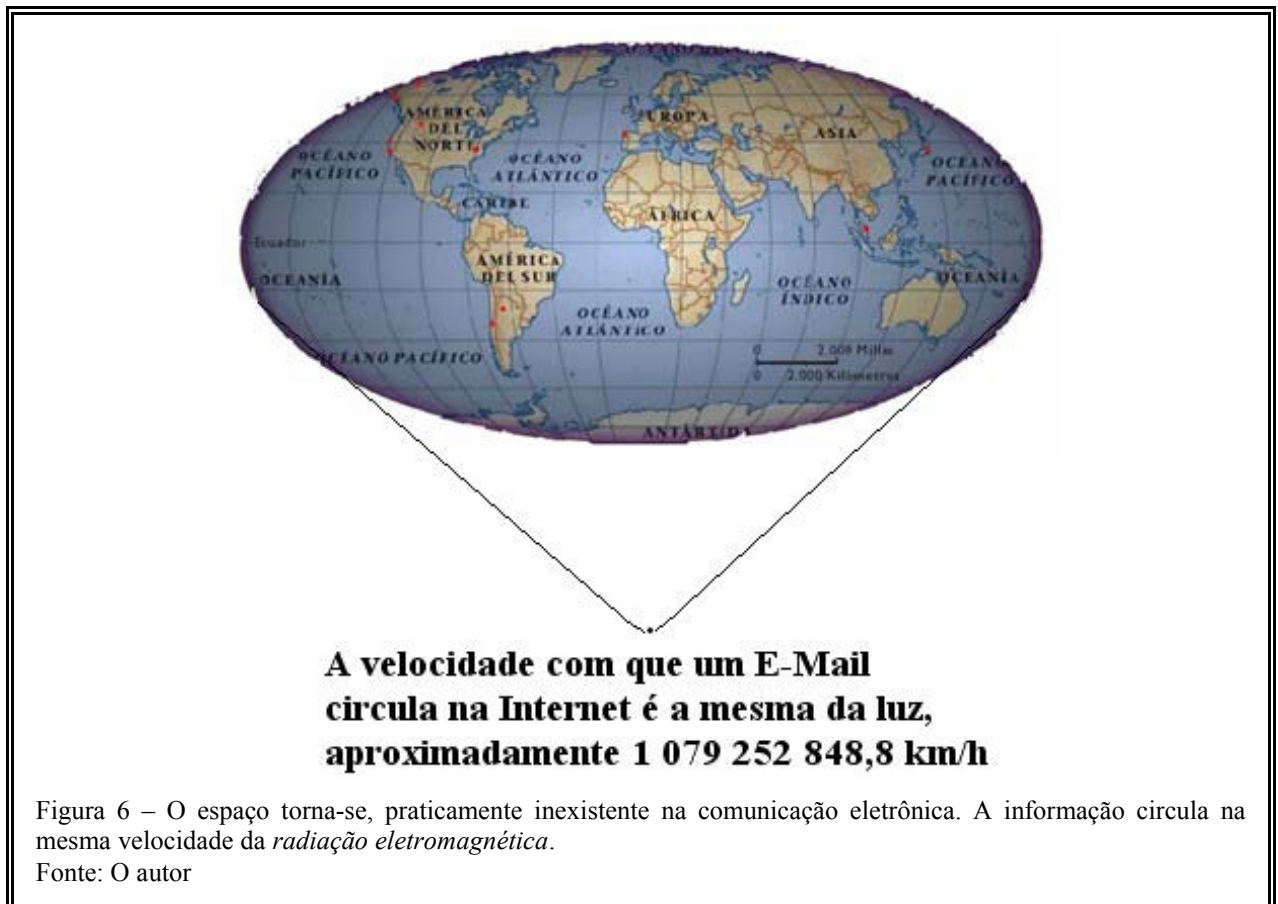 AMÉRICA
DEL
NORTE
EUROPA
ASIA
OCÉANO
PACÍFICO
OCÉANO
ATLÁNTICO
OCEANO
PACÍFICO
CARIBE
ÁFRICA
Ecuador
AMÉRICA
DEL SUR
OCEANÍA
OCÉANO
ÍNDICO
OCEANÍA
OCÉANO
ATLÁNTICO
OCÉANO PACÍFICO
0 2.000 Millas
0 2.000 Kilómetros
A velocidade com que um E-Mail
circula na Internet é a mesma da luz,
aproximadamente 1 079 252 848,8 km/h
Figura 6 – O espaço torna-se, praticamente inexistente na comunicação eletrônica. A informação circula na
mesma velocidade da radiação eletromagnética.
Fonte: O autor